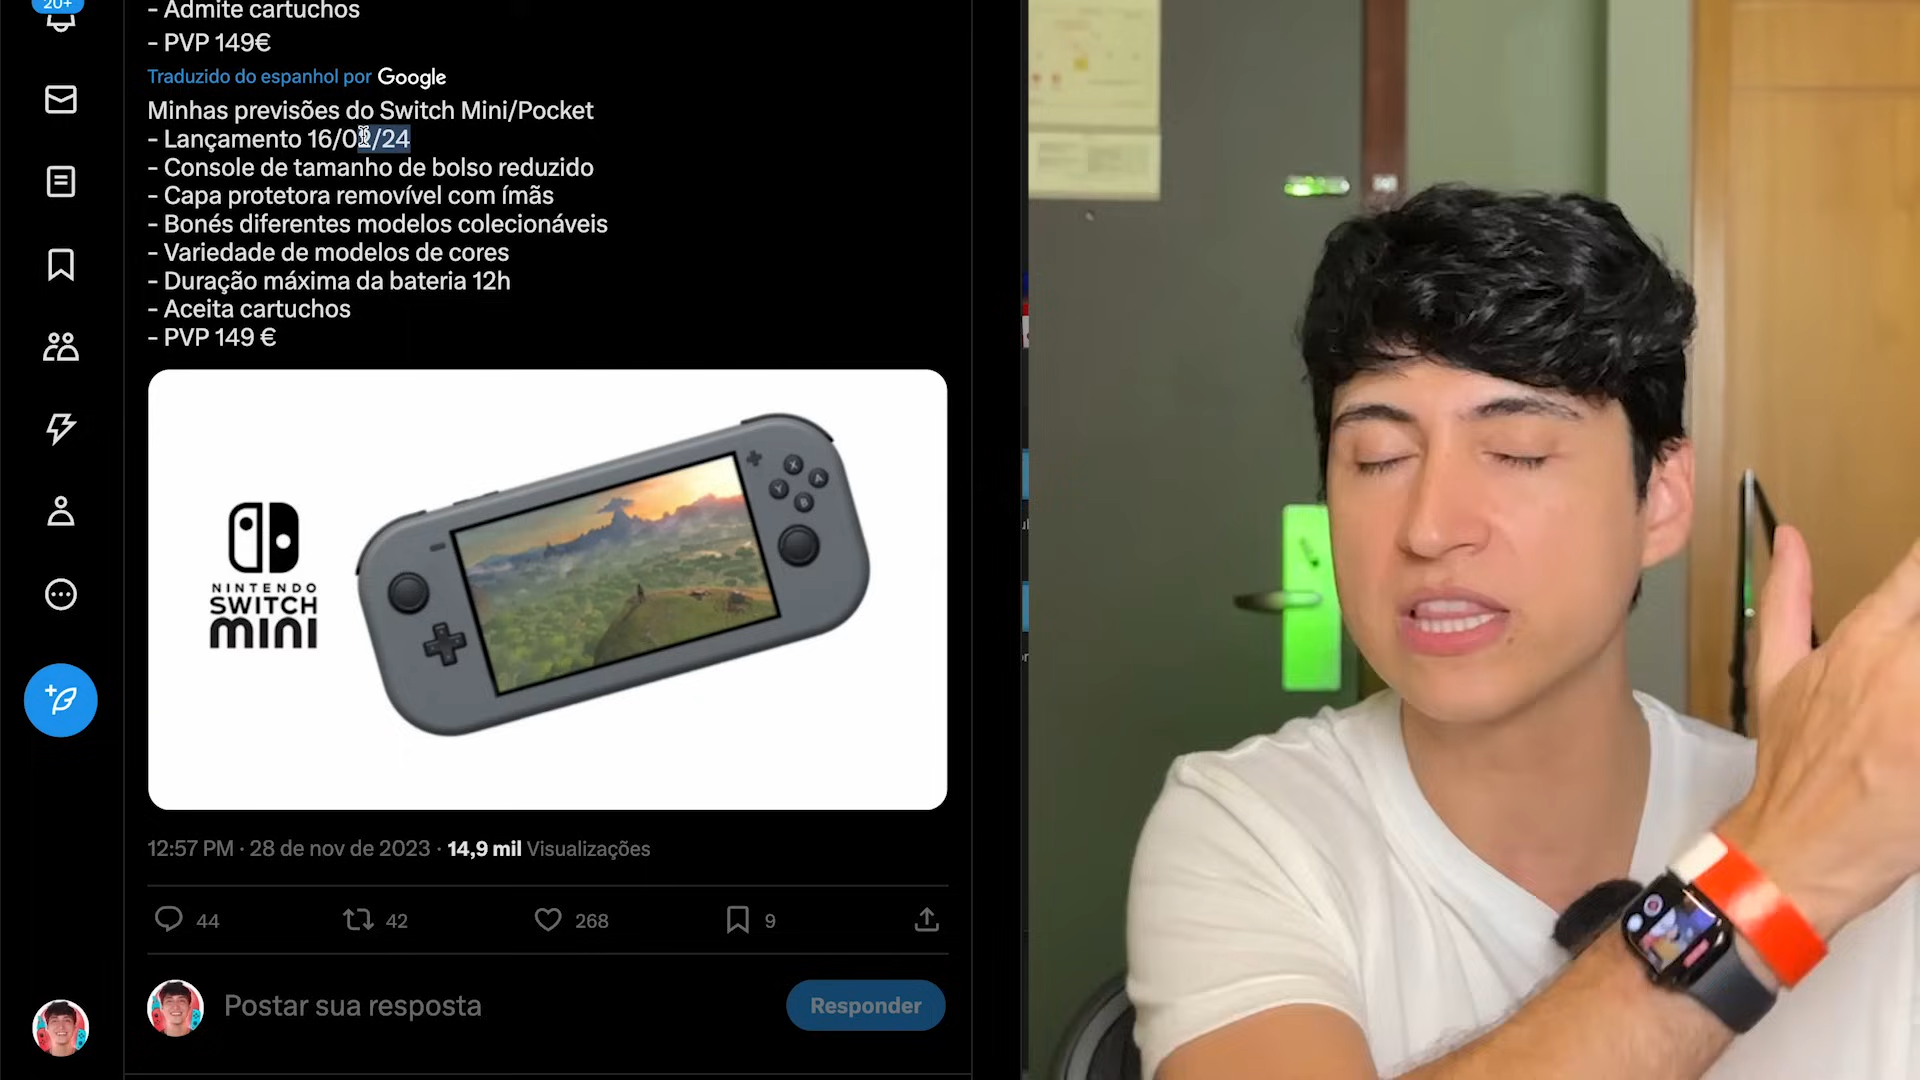 20+
- Admite cartuchos
- PVP 149€
Traduzido do espanhol por Google
Minhas previsões do Switch Mini/Pocket
- Lançamento 16/02/24
- Console de tamanho de bolso reduzido
- Capa protetora removível com ímãs
- Bonés diferentes modelos colecionáveis
- Variedade de modelos de cores
- Duração máxima da bateria 12h
- Aceita cartuchos
- PVP 149 €
X
Y
A
B
NINTENDO
SWITCH
mini
12:57 PM · 28 de nov de 2023 · 14,9 mil Visualizações
44
42
268
9
Postar sua resposta
Responder